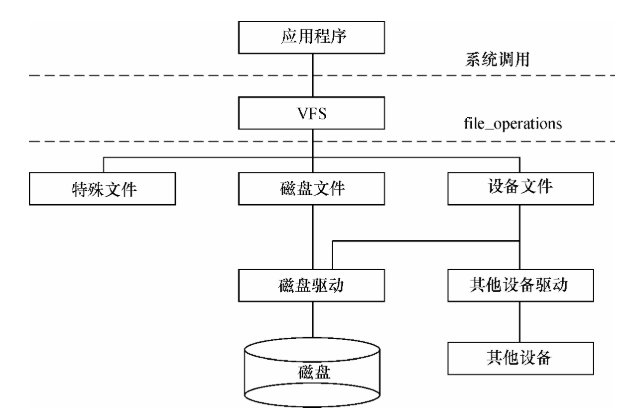 应用程序
系统调用
VFS
file_operations
特殊文件
磁盘文件
设备文件
磁盘驱动
其他设备驱动
磁盘
其他设备